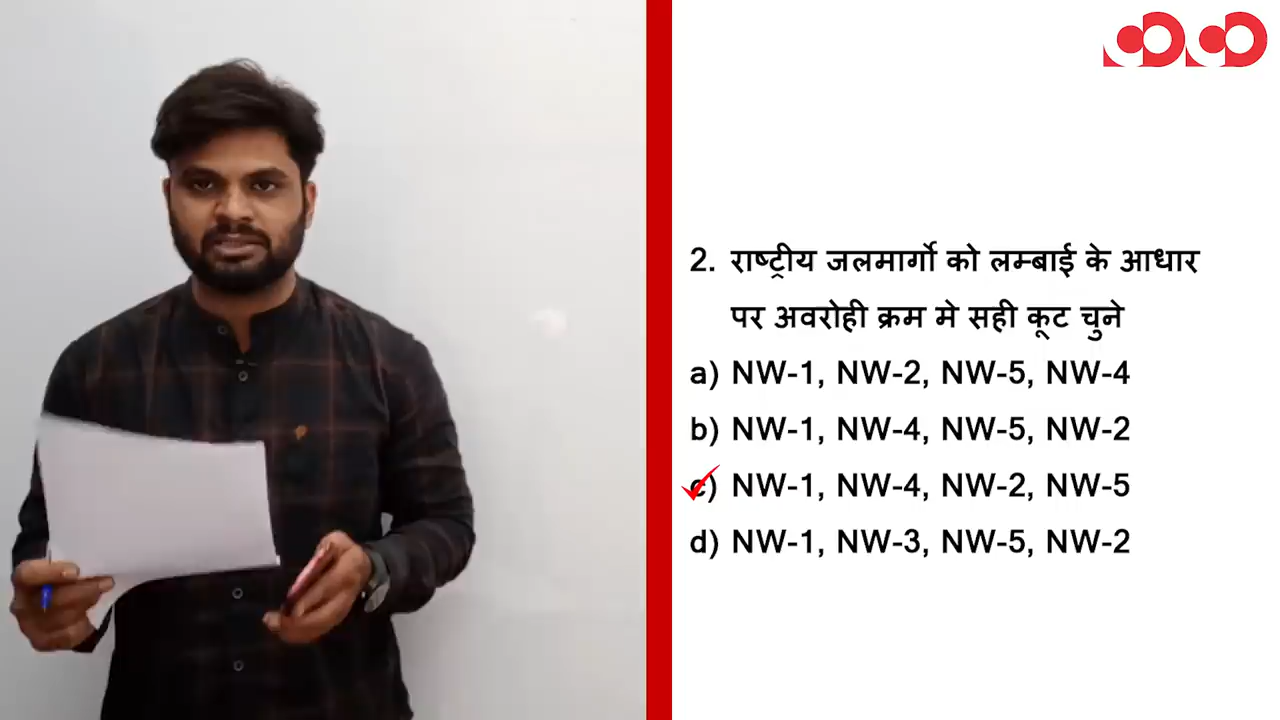 2. राष्ट्रीय जलमार्गो को लम्बाई के आधार
पर अवरोही क्रम मे सही कूट चुने
a) NW-1, NW-2, NW-5, NW-4
b) NW-1, NW-4, NW-5, NW-2
c) NW-1, NW-4, NW-2, NW-5
d) NW-1, NW-3, NW-5, NW-2